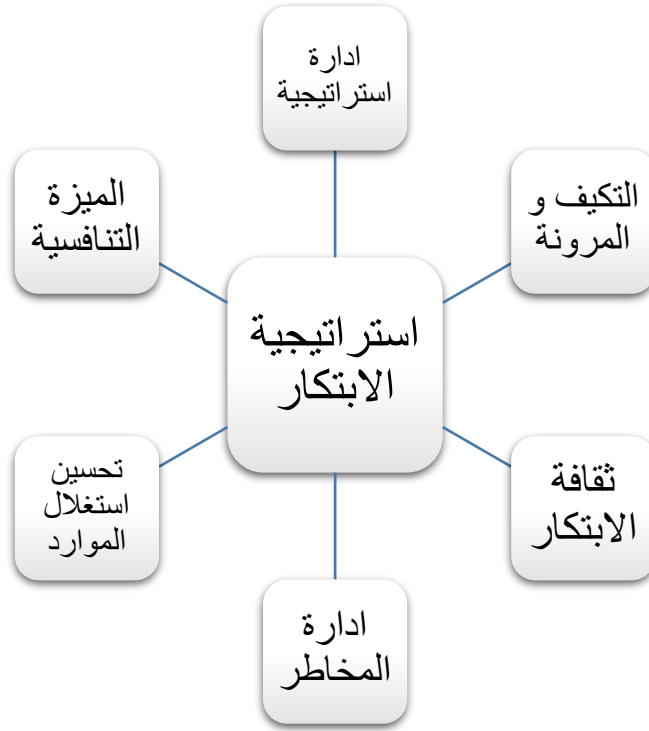 ادارة
استراتيجية
التكيف و
المرونة
الميزة
التنافسية
استراتيجية
الابتكار
ثقافة
الابتكار
تحسين
استغلال
الموارد
ادارة
المخاطر